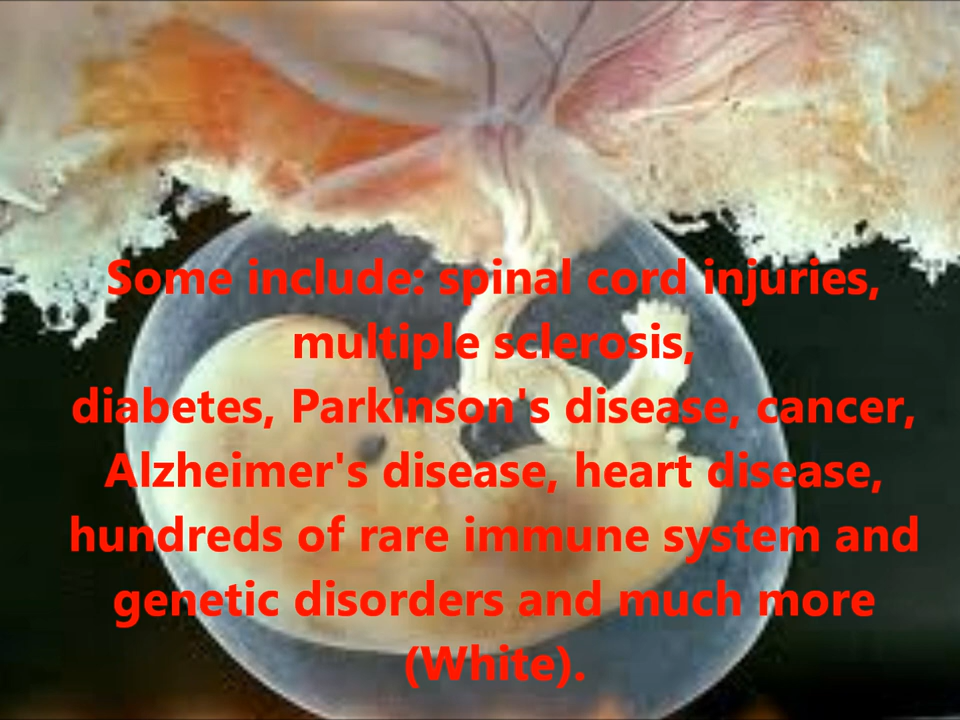 Some include: spinal cord injuries,
multiple sclerosis,
diabetes, Parkinson's disease, cancer,
Alzheimer's disease, heart disease,
hundreds of rare immune system and
genetic disorders and much more
(White).